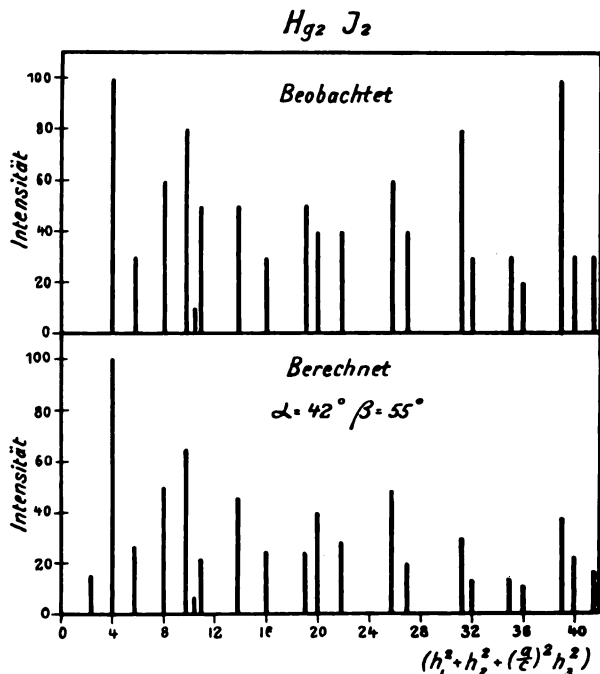 Hg2 J2
Beobachtet
Intensität
100
80
60
40
20
0
Berechnet
α = 42° β = 55°
Intensität
100
80
60
40
20
0
0 4 8 12 16 20 24 28 32 36 40
(h₁² + h₂² + (a/c)² h₃²)